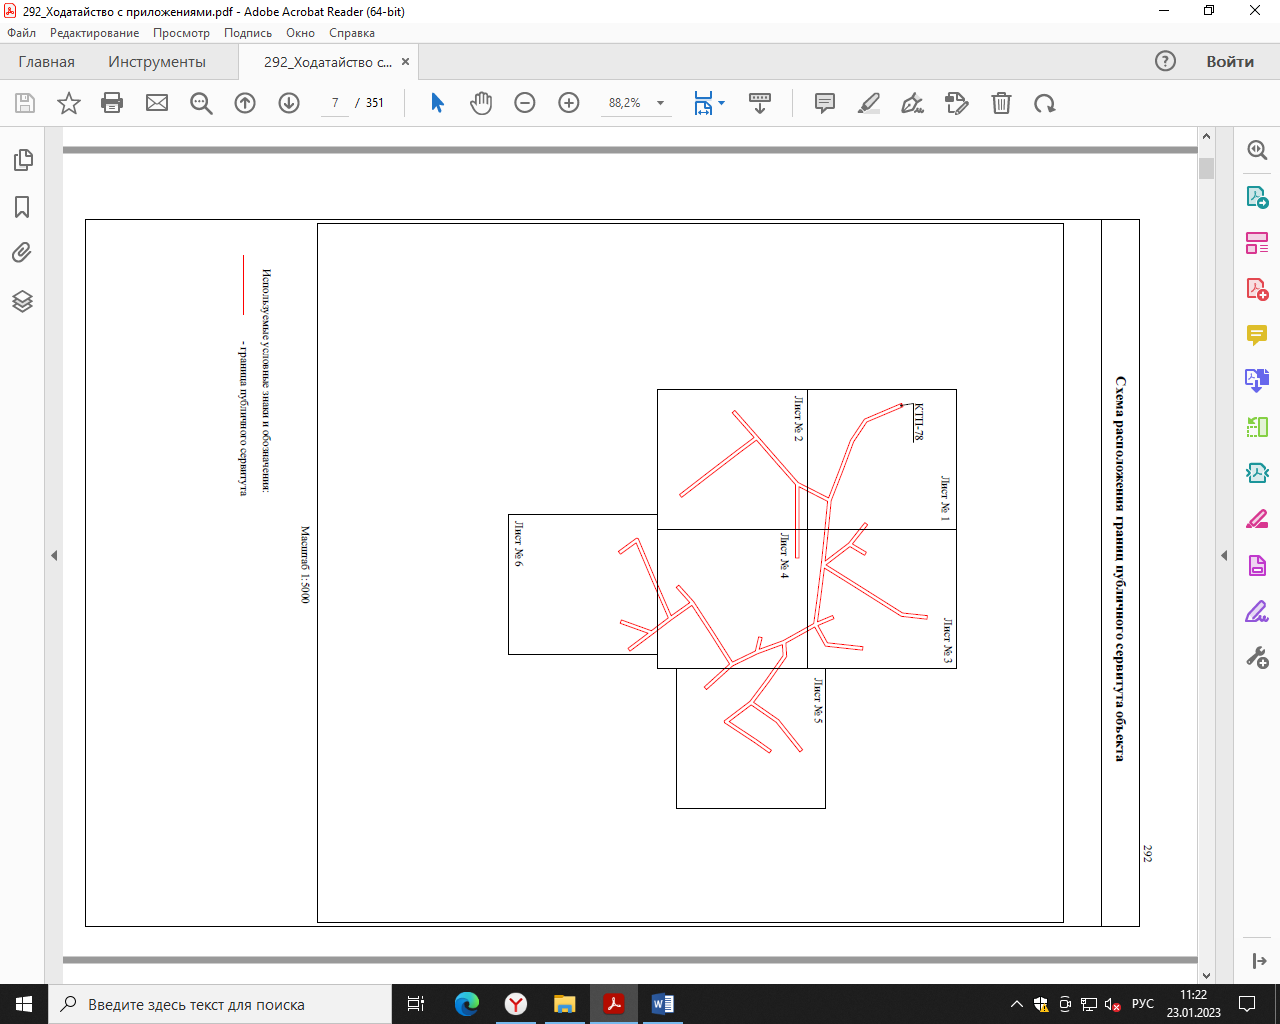 292_Ходатайство с приложениями.pdf - Adobe Acrobat Reader (64-bit)
Файл Редактирование Просмотр Подпись Окно Справка
Главная Инструменты 292_Ходатайство с... × ? Войти
7 / 351 88,2%
Схема расположения границ публичного сервитута объекта
292
КТП-78
Лист № 1
Лист № 2
Лист № 3
Лист № 4
Лист № 5
Лист № 6
Масштаб 1:5000
Используемые условные знаки и обозначения:
- граница публичного сервитута
Введите здесь текст для поиска
РУС
11:22
23.01.2023